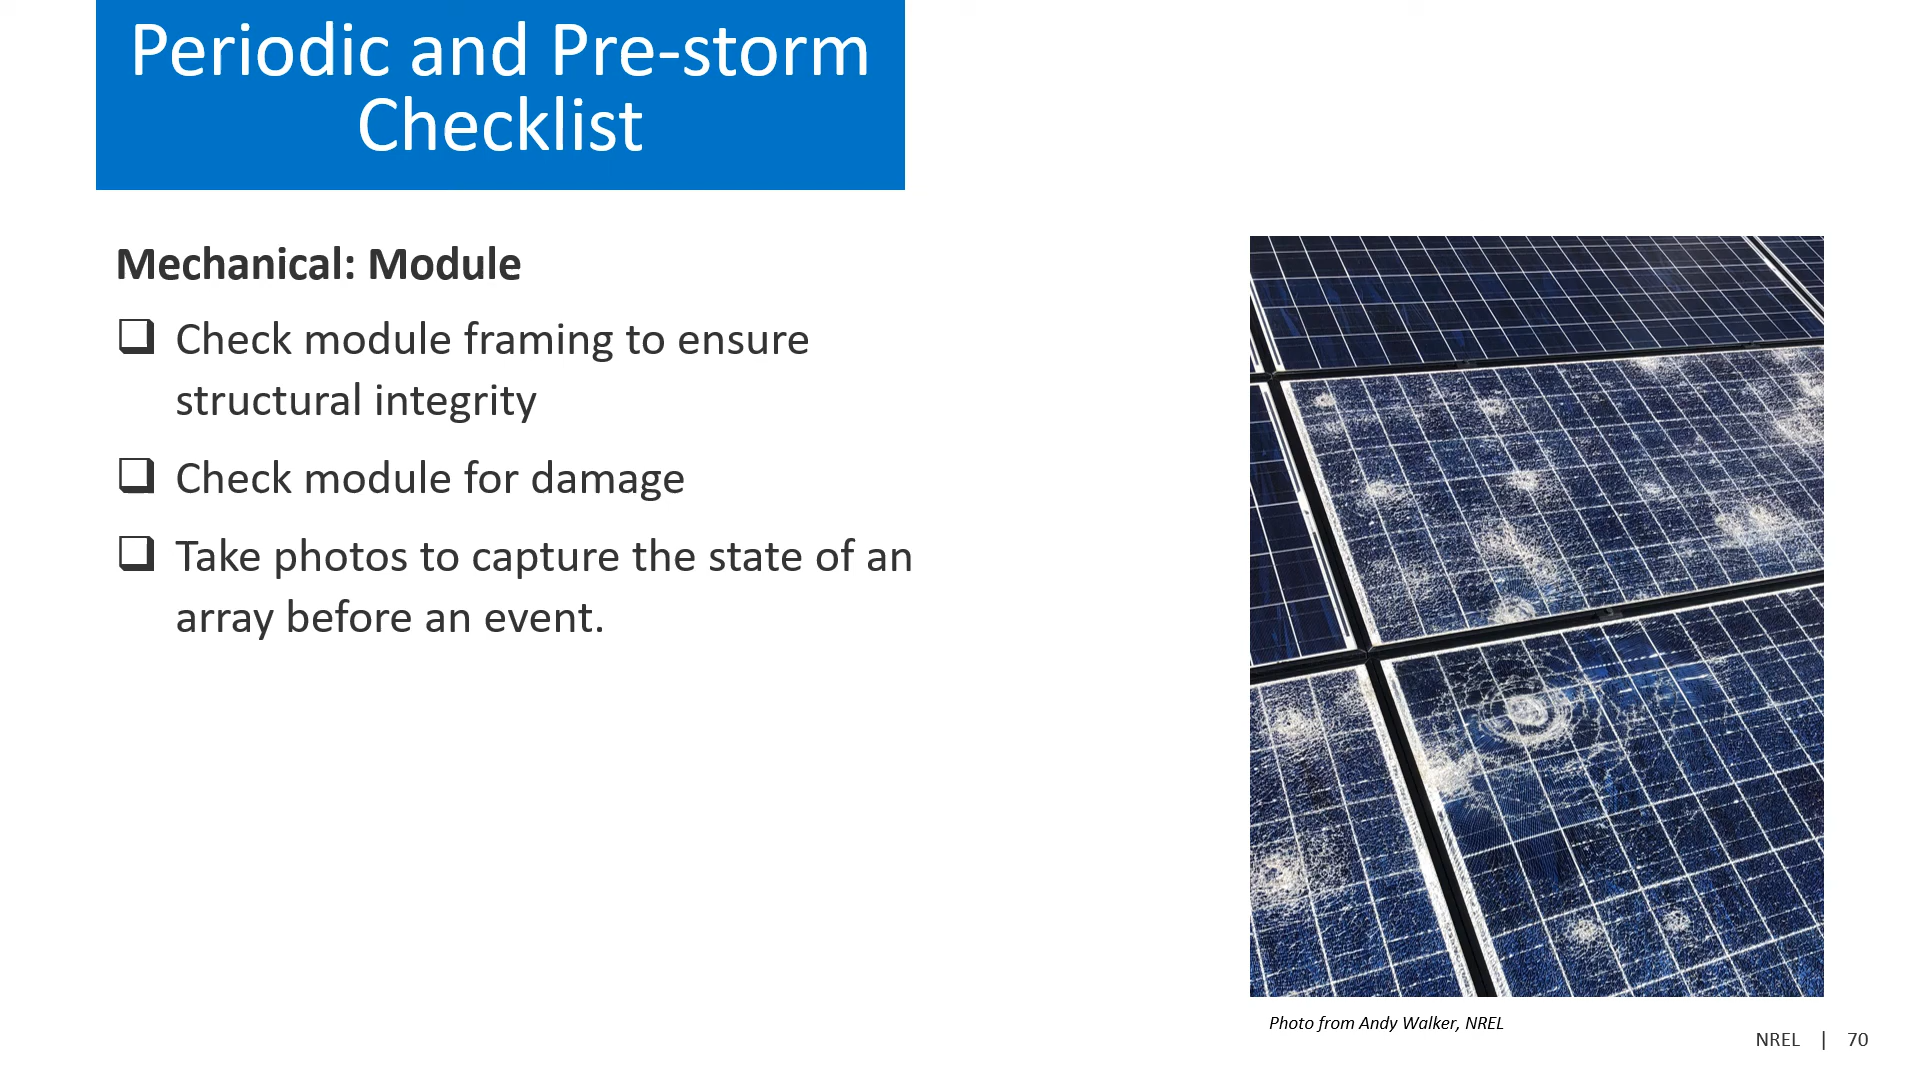 Periodic and Pre-storm
Checklist
Mechanical: Module
❑ Check module framing to ensure
structural integrity
❑ Check module for damage
❑ Take photos to capture the state of an
array before an event.
Photo from Andy Walker, NREL
NREL | 70